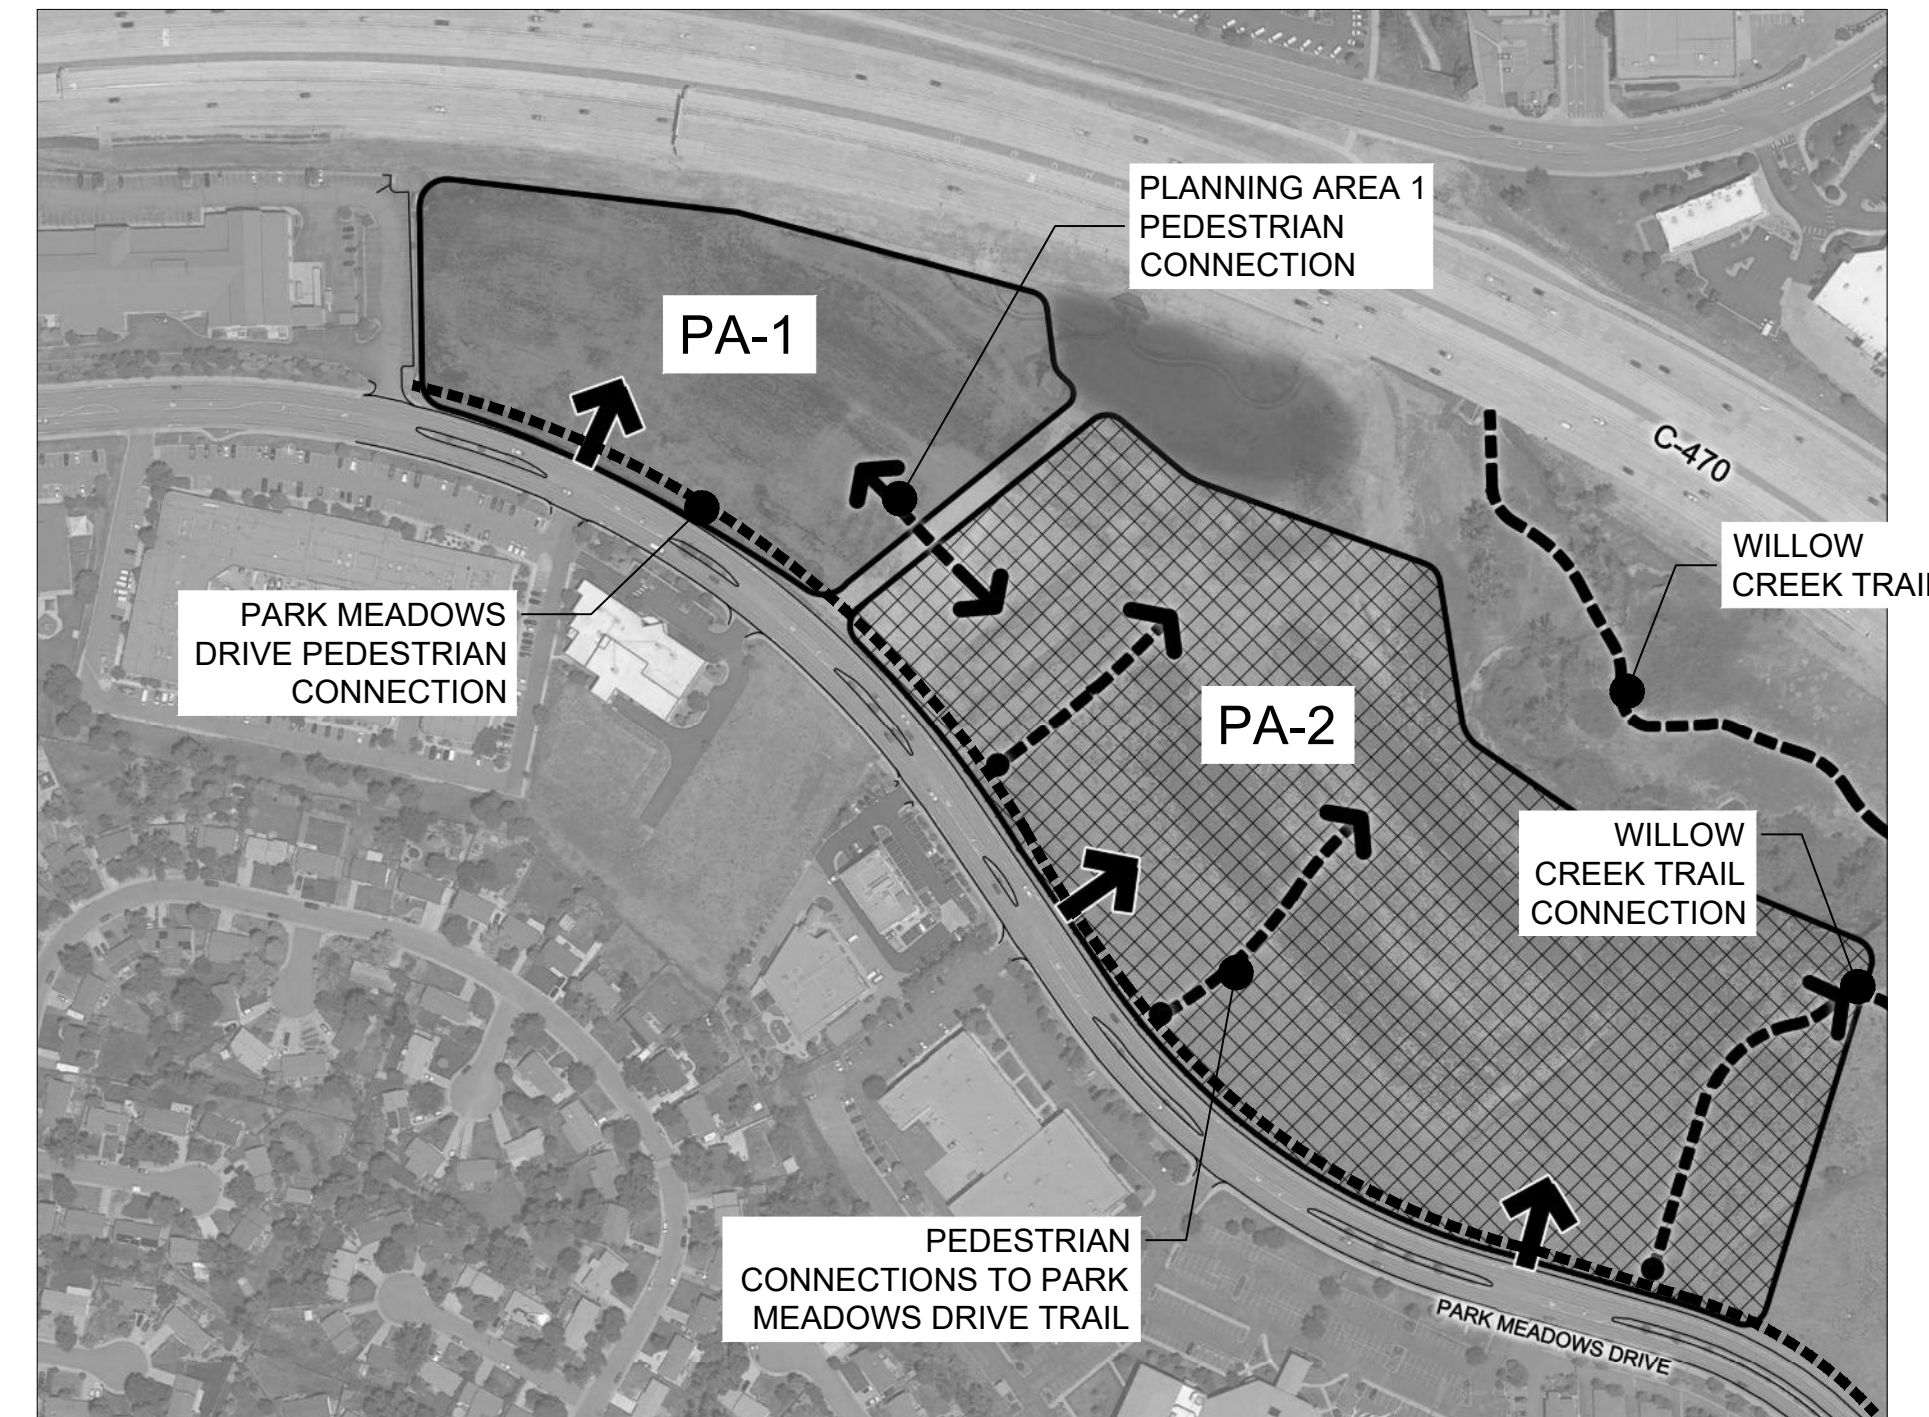 PLANNING AREA 1
PEDESTRIAN
CONNECTION
PA-1
C-470
WILLOW
CREEK TRAIL
PARK MEADOWS
DRIVE PEDESTRIAN
CONNECTION
PA-2
WILLOW
CREEK TRAIL
CONNECTION
PEDESTRIAN
CONNECTIONS TO PARK
MEADOWS DRIVE TRAIL
PARK MEADOWS DRIVE